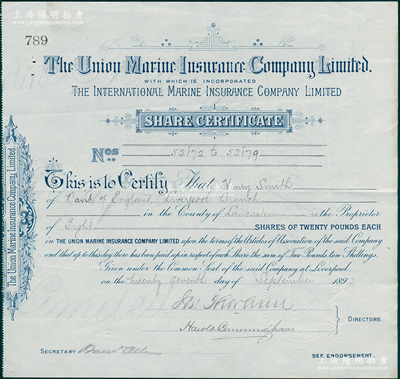 上海阳明拍卖
www.ymauction.com
789
The Union Marine Insurance Company, Limited.
WITH WHICH IS INCORPORATED
THE INTERNATIONAL MARINE INSURANCE COMPANY LIMITED
SHARE CERTIFICATE
Nos. 52172 to 52179
This is to Certify That Henry Smith
of Bank of England, Liverpool Branch
in the County of Lancaster is the Proprietor
of Eight SHARES OF TWENTY POUNDS EACH
IN THE UNION MARINE INSURANCE COMPANY LIMITED upon the terms of the Articles of Association of the said Company
and that up to this day there has been paid up in respect of each Share the sum of Two Pounds ten Shillings.
Given under the Common Seal of the said Company at Liverpool
on the twenty seventh day of September 1893
DIRECTORS.
SECRETARY
SEE ENDORSEMENT.
The Union Marine Insurance Company, Limited